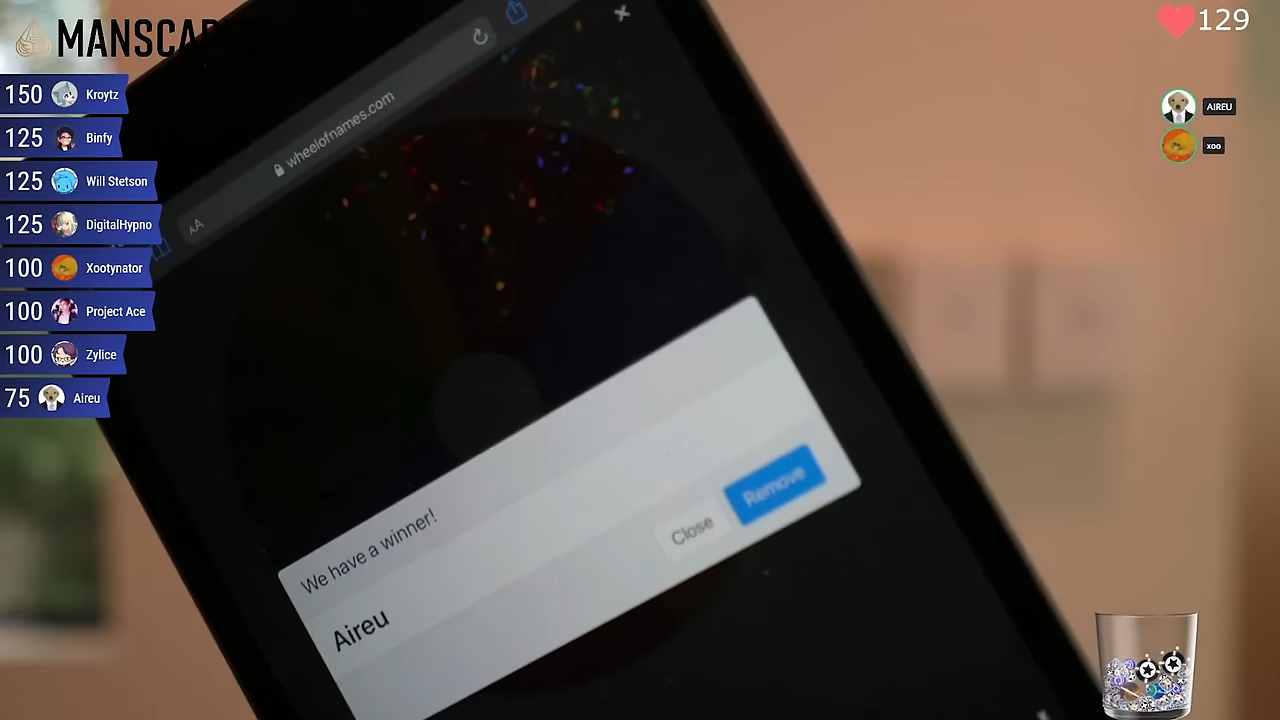 MANSCAPED
129
150 Kroytz
125 Binfy
125 Will Stetson
125 DigitalHypno
100 Xootynator
100 Project Ace
100 Zylice
75 Aireu
AIREU
xoo
AA
wheelofnames.com
We have a winner!
Aireu
Close
Remove